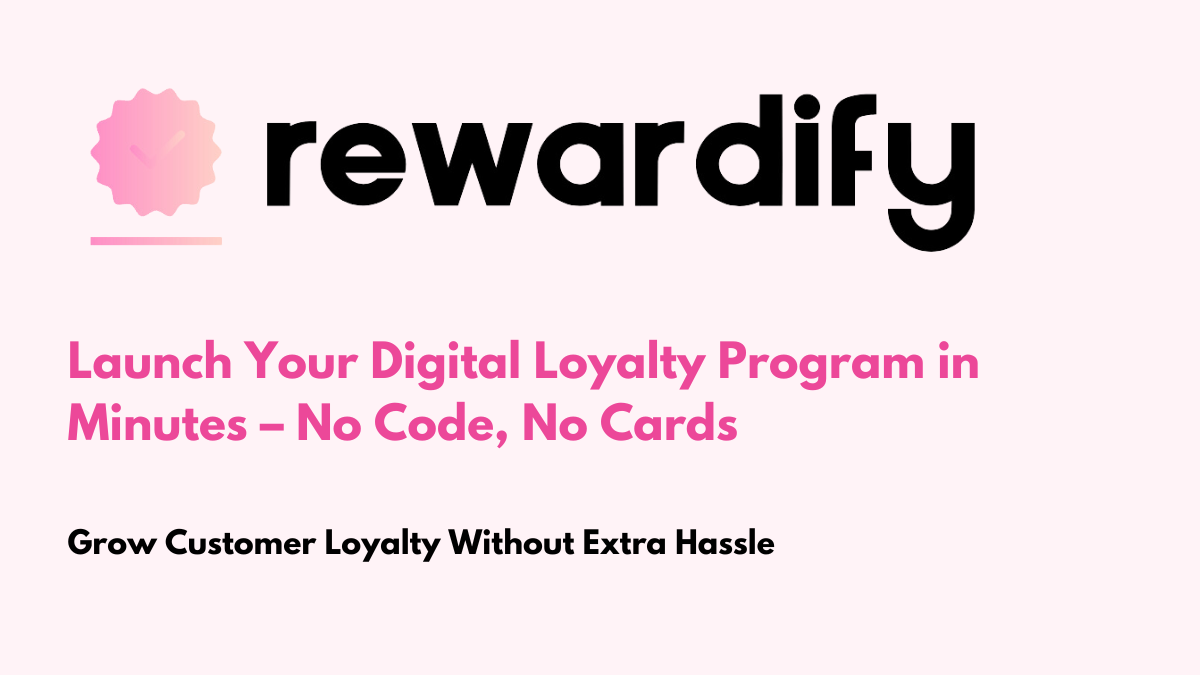 rewardify
Launch Your Digital Loyalty Program in
Minutes – No Code, No Cards
Grow Customer Loyalty Without Extra Hassle